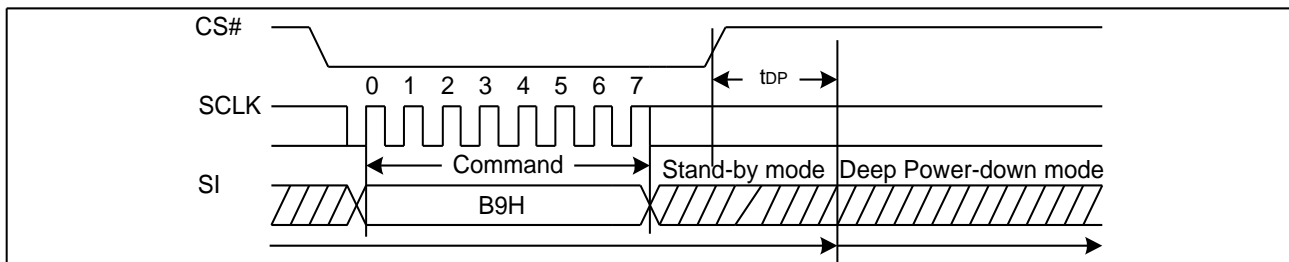 CS#
tDP
0 1 2 3 4 5 6 7
SCLK
Command
Stand-by mode Deep Power-down mode
SI
B9H